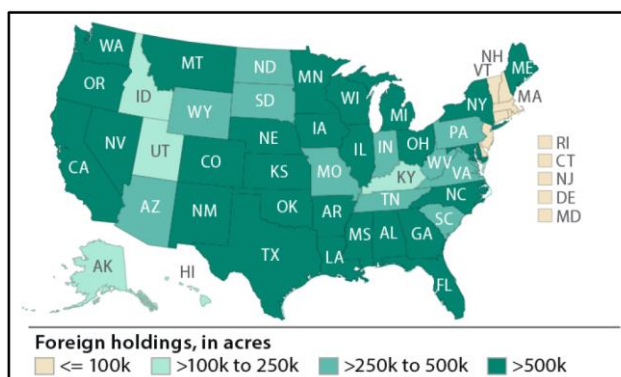 WA
MT
ND
MN
NH
VT
ME
OR
ID
SD
WI
MI
NY
MA
WY
NE
IA
PA
RI
NV
UT
CO
IL
IN
OH
WV
VA
CT
CA
KS
MO
KY
NJ
AZ
NM
OK
AR
TN
NC
DE
SC
MD
TX
MS
AL
GA
LA
AK
HI
FL
Foreign holdings, in acres
<= 100k >100k to 250k >250k to 500k >500k